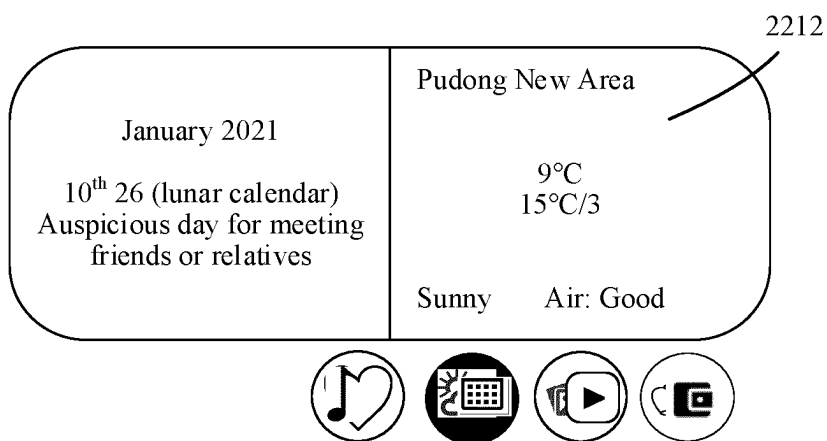 2212
January 2021
10th 26 (lunar calendar)
Auspicious day for meeting
friends or relatives
Pudong New Area
9°C
15°C/3
Sunny Air: Good